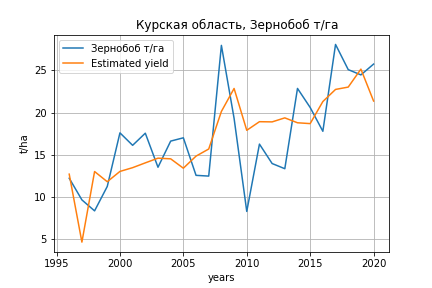 Курская область, Зернобоб т/га
Зернобоб т/га
Estimated yield
t/ha
25
20
15
10
5
1995 2000 2005 2010 2015 2020
years